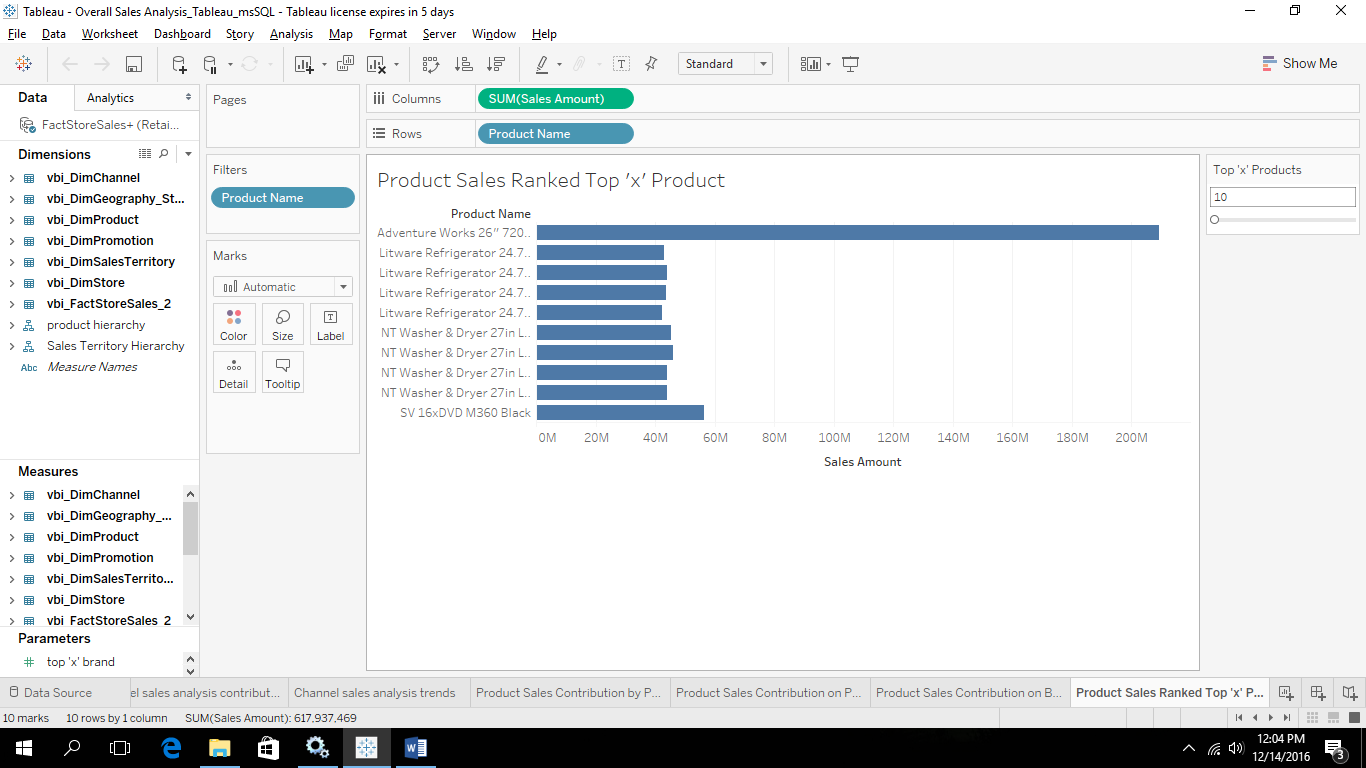 Tableau - Overall Sales Analysis_Tableau_msSQL - Tableau license expires in 5 days
File Data Worksheet Dashboard Story Analysis Map Format Server Window Help
Standard
Show Me
Data Analytics
FactStoreSales+ (Retai...
Dimensions
vbi_DimChannel
vbi_DimGeography_St...
vbi_DimProduct
vbi_DimPromotion
vbi_DimSalesTerritory
vbi_DimStore
vbi_FactStoreSales_2
product hierarchy
Sales Territory Hierarchy
Abc Measure Names
Measures
vbi_DimChannel
vbi_DimGeography_...
vbi_DimProduct
vbi_DimPromotion
vbi_DimSalesTerrito...
vbi_DimStore
vbi_FactStoreSales_2
Parameters
# top 'x' brand
Pages
Filters
Product Name
Marks
Automatic
Color Size Label
Detail Tooltip
Columns SUM(Sales Amount)
Rows Product Name
Product Sales Ranked Top 'x' Product
Product Name
Adventure Works 26" 720..
Litware Refrigerator 24.7..
Litware Refrigerator 24.7..
Litware Refrigerator 24.7..
Litware Refrigerator 24.7..
NT Washer & Dryer 27in L..
NT Washer & Dryer 27in L..
NT Washer & Dryer 27in L..
NT Washer & Dryer 27in L..
SV 16xDVD M360 Black
0M 20M 40M 60M 80M 100M 120M 140M 160M 180M 200M
Sales Amount
Top 'x' Products
10
Data Source el sales analysis contribut... Channel sales analysis trends Product Sales Contribution by P... Product Sales Contribution on P... Product Sales Contribution on B... Product Sales Ranked Top 'x' P...
10 marks 10 rows by 1 column SUM(Sales Amount): 617,937,469
12:04 PM
12/14/2016
3